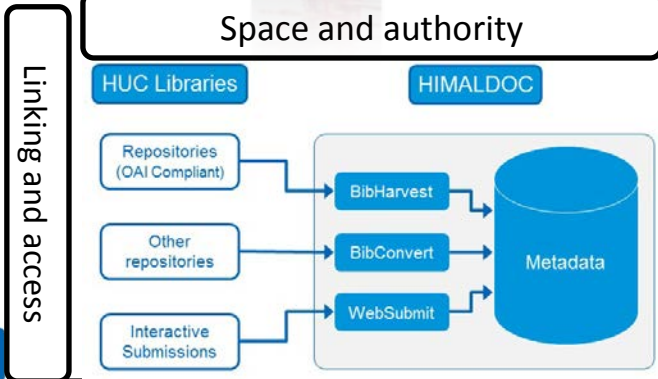 Space and authority
Linking and access
HUC Libraries
HIMALDOC
Repositories
(OAI Compliant)
BibHarvest
Other
repositories
BibConvert
Metadata
WebSubmit
Interactive
Submissions